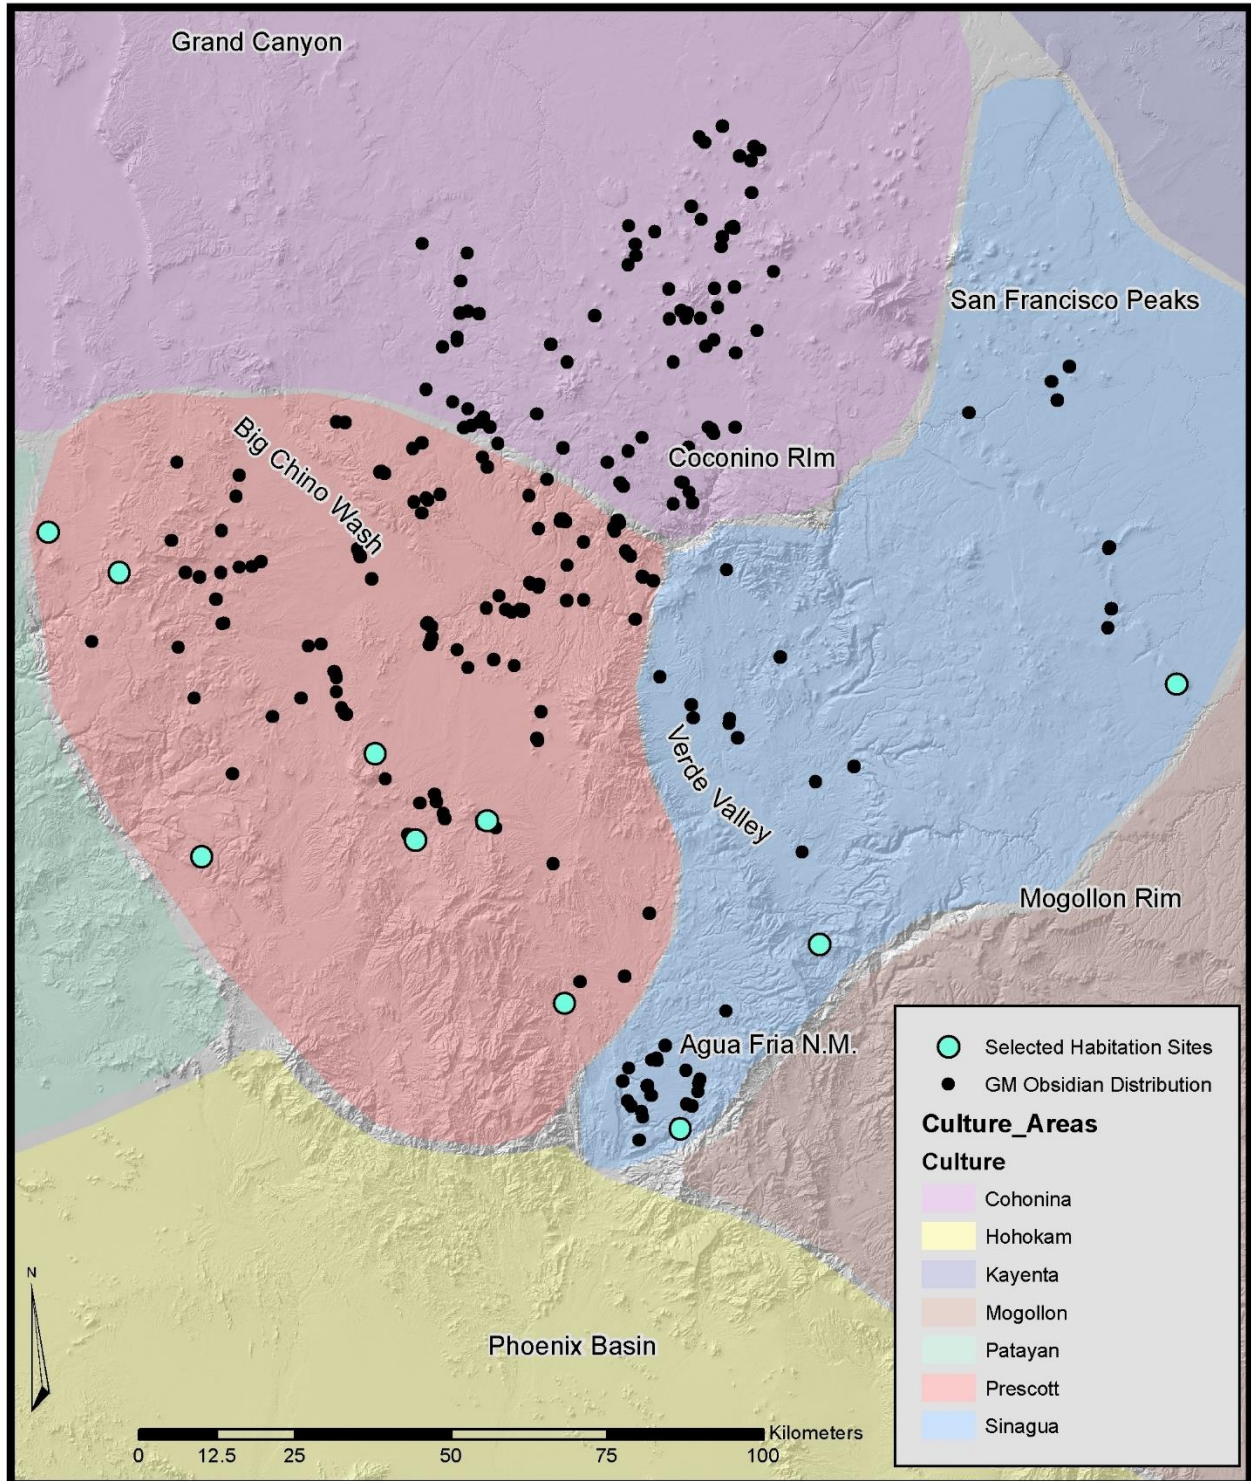 Grand Canyon
San Francisco Peaks
Big Chino Wash
Coconino RIm
Verde Valley
Mogollon Rim
Agua Fria N.M.
Selected Habitation Sites
GM Obsidian Distribution
Culture_Areas
Culture
Cohonina
Hohokam
Kayenta
Mogollon
Patayan
Prescott
Sinagua
N
Phoenix Basin
Kilometers
0 12.5 25 50 75 100